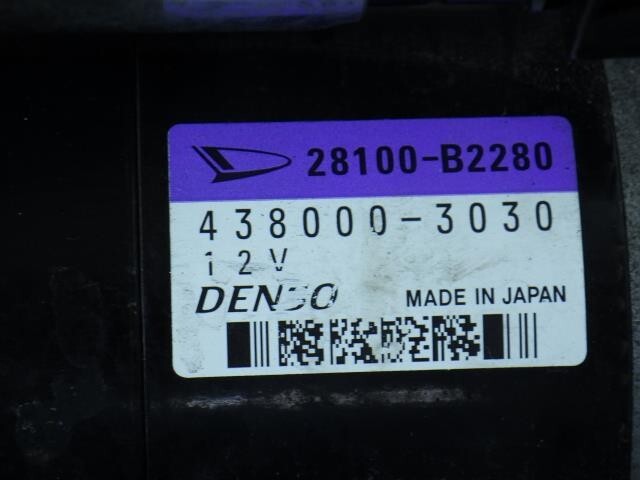 28100-B2280
438000-3030
12V
DENSO
MADE IN JAPAN